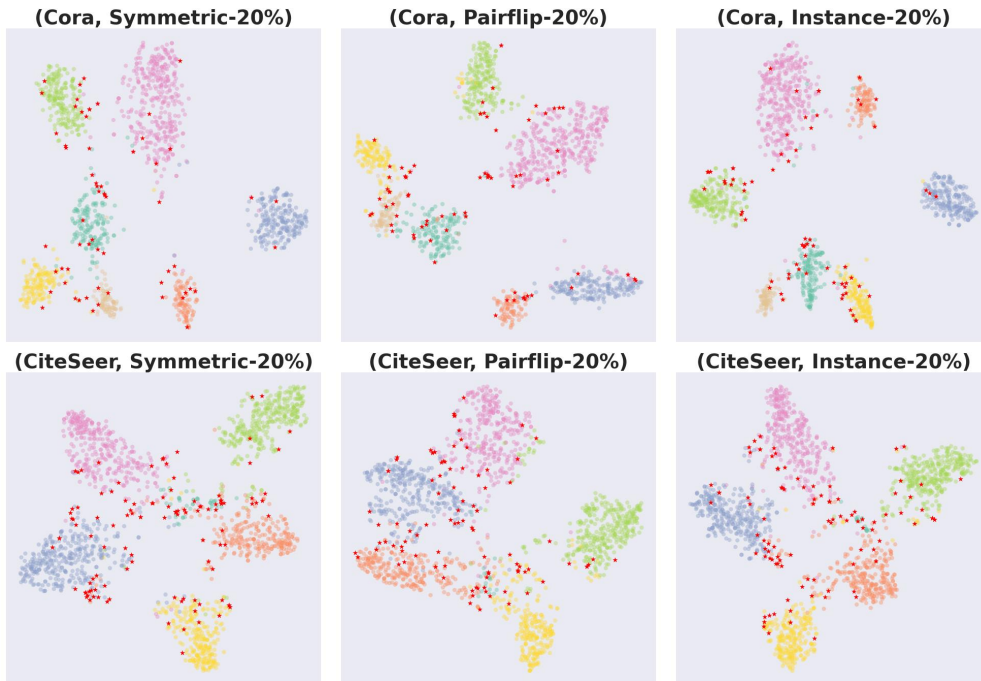 (Cora, Symmetric-20%)
(Cora, Pairflip-20%)
(Cora, Instance-20%)
(CiteSeer, Symmetric-20%)
(CiteSeer, Pairflip-20%)
(CiteSeer, Instance-20%)